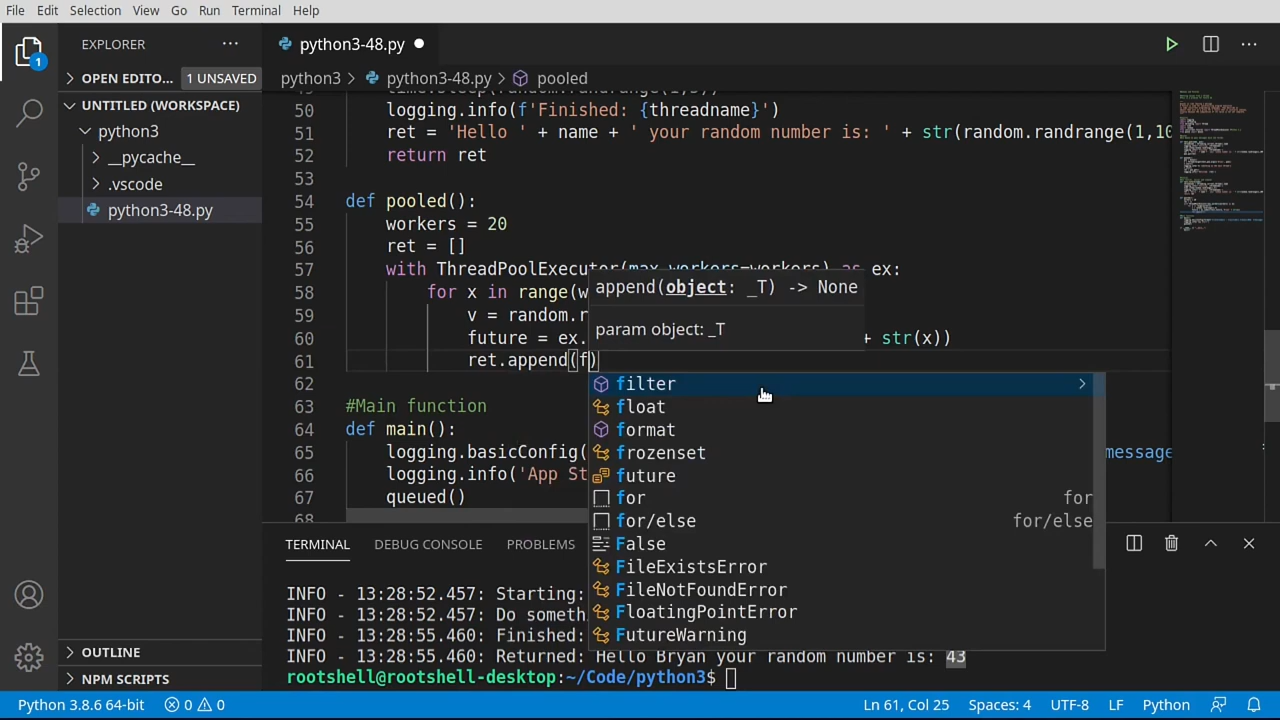 File Edit Selection View Go Run Terminal Help
EXPLORER
python3-48.py
OPEN EDITO... 1 UNSAVED
python3 > python3-48.py > pooled
UNTITLED (WORKSPACE)
python3
__pycache__
.vscode
python3-48.py
50 logging.info(f'Finished: {threadname}')
51 ret = 'Hello ' + name + ' your random number is: ' + str(random.randrange(1,10
52 return ret
53
54 def pooled():
55 workers = 20
56 ret = []
57 with ThreadPoolExecutor(max_workers=workers) as ex:
58 for x in range(w
59 v = random.r
60 future = ex. + str(x))
61 ret.append(f)
62
63 #Main function
64 def main():
65 logging.basicConfig( message
66 logging.info('App St
67 queued()
68
append(object: _T) -> None
param object: _T
filter
float
format
frozenset
future
for for
for/else for/else
False
FileExistsError
FileNotFoundError
FloatingPointError
FutureWarning
TERMINAL DEBUG CONSOLE PROBLEMS
INFO - 13:28:52.457: Starting:
INFO - 13:28:52.457: Do someth
INFO - 13:28:55.460: Finished:
INFO - 13:28:55.460: Returned: Hello Bryan your random number is: 43
rootshell@rootshell-desktop:~/Code/python3$
OUTLINE
NPM SCRIPTS
1
Python 3.8.6 64-bit 0 0 Ln 61, Col 25 Spaces: 4 UTF-8 LF Python